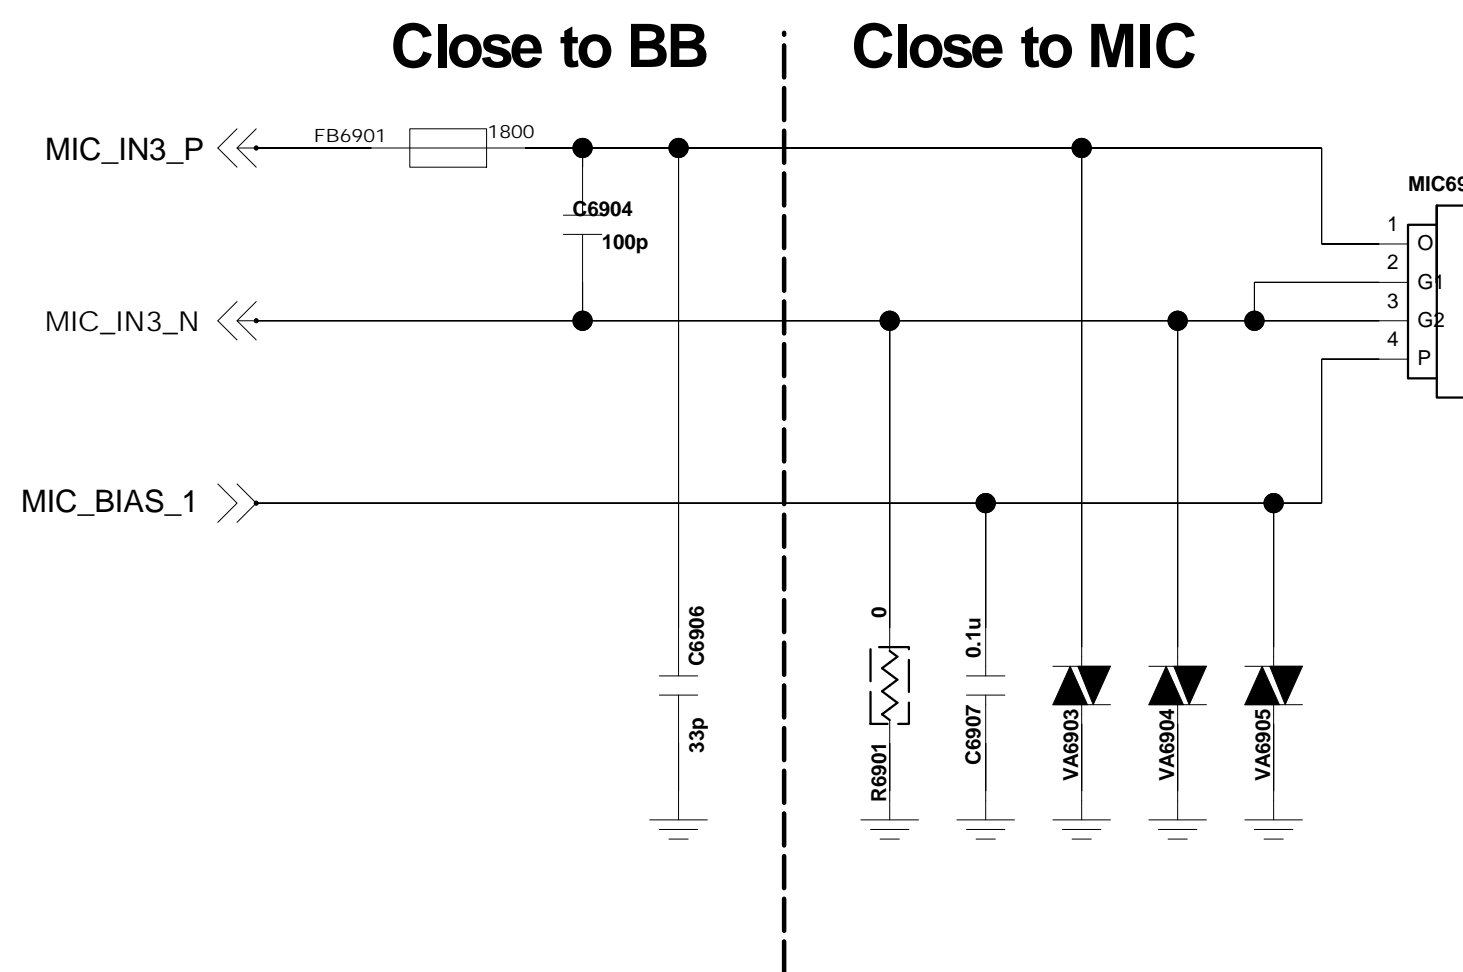 Close to BB
Close to MIC
MIC_IN3_P
FB6901
1800
MIC69
C6904
100p
1
O
2
G1
MIC_IN3_N
3
G2
4
P
MIC_BIAS_1
C6906
33p
0
R6901
0.1u
C6907
VA6903
VA6904
VA6905